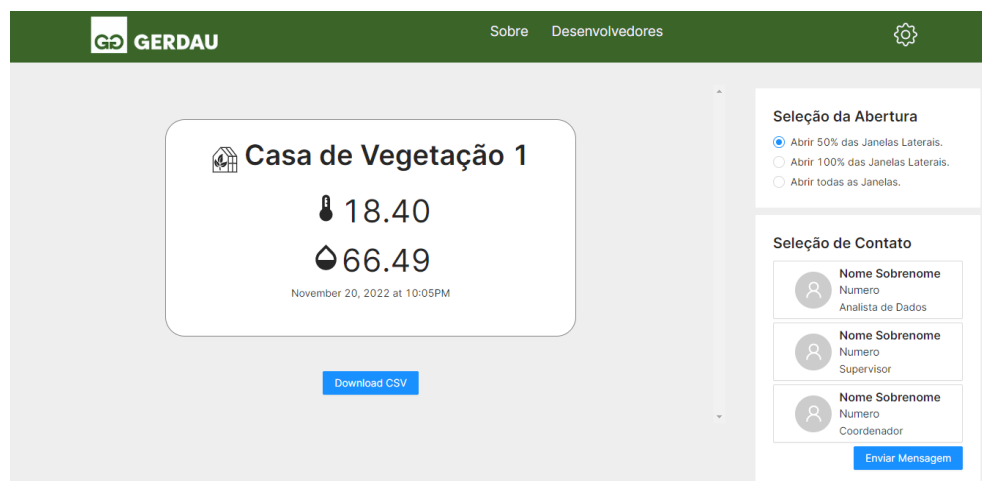 GG GERDAU
Sobre Desenvolvedores
Casa de Vegetação 1
18.40
66.49
November 20, 2022 at 10:05PM
Download CSV
Seleção da Abertura
Abrir 50% das Janelas Laterais.
Abrir 100% das Janelas Laterais.
Abrir todas as Janelas.
Seleção de Contato
Nome Sobrenome
Numero
Analista de Dados
Nome Sobrenome
Numero
Supervisor
Nome Sobrenome
Numero
Coordenador
Enviar Mensagem